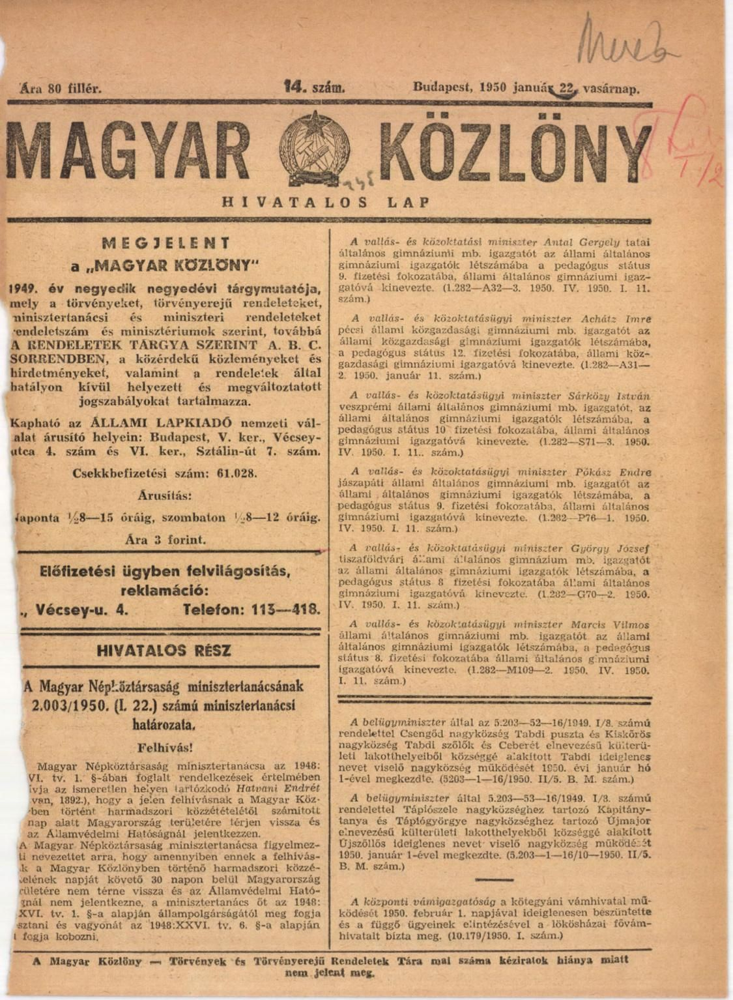 Ára 80 fillér. 14. szám. Budapest, 1950 január 22, vasárnap.
MAGYAR KÖZLÖNY
HIVATALOS LAP
MEGJELENT
a „MAGYAR KÖZLÖNY"
1949. év negyedik negyedévi tárgymutatója,
mely a törvényeket, törvényerejű rendeleteket,
ninisztertanácsi és miniszteri rendeleteket
endeletszám és minisztériumok szerint, továbbá
A RENDELETEK TÁRGYA SZERINT A. B. C.
SORRENDBEN, a közérdekű közleményeket és
hirdetményeket, valamint a rendeletek által
hatályon kívül helyezett és megváltoztatott
jogszabályokat tartalmazza.
Kapható az ÁLLAMI LAPKIADÓ nemzeti vál-
alat árusító helyein: Budapest, V. ker., Vécsey-
utca 4. szám és VI. ker., Sztálin-út 7. szám.
Csekkbefizetési szám: 61.028.
Árusítás:
Naponta ½8—15 óráig, szombaton ½8—12 óráig.
Ára 3 forint.
Előfizetési ügyben felvilágosítás,
reklamáció:
., Vécsey-u. 4. Telefon: 113—418.
HIVATALOS RÉSZ
A Magyar Népköztársaság minisztertanácsának
2.003/1950. (I. 22.) számú minisztertanácsi
határozata.
Felhívás!
Magyar Népköztársaság minisztertanácsa az 1948:
VI. tv. 1. §-ában foglalt rendelkezések értelmében
ívja az ismeretlen helyen tartózkodó Hatvani Endrét
van, 1892.), hogy a jelen felhívásnak a Magyar Köz-
ben történt harmadszori közzétételétől számított
nap alatt Magyarország területére térjen vissza és
az Államvédelmi Hatóságnál jelentkezzen.
A Magyar Népköztársaság minisztertanácsa figyelmez-
ti nevezettet arra, hogy amennyiben ennek a felhívás-
k a Magyar Közlönyben történő harmadszori közzé-
elének napját követő 30 napon belül Magyarország
rületére nem térne vissza és az Államvédelmi Ható-
gnál nem jelentkezne, a minisztertanács őt az 1948:
XVI. tv. 1. §-a alapján állampolgárságától meg fogja
sztani és vagyonát az 1948:XXVI. tv. 6. §-a alapján
l fogja kobozni.
A vallás- és közoktatási miniszter Antal Gergely tatai
általános gimnáziumi mb. igazgatót az állami általános
gimnáziumi igazgatók létszámába a pedagógus státus
9. fizetési fokozatába, állami általános gimnáziumi igaz-
gatóvá kinevezte. (1.282—A32—3. 1950. IV. 1950. I. 11.
szám.)
A vallás- és közoktatásügyi miniszter Achátz Imre
pécsi állami közgazdasági gimnáziumi mb. igazgatót az
állami közgazdasági gimnáziumi igazgatók létszámába,
a pedagógus státus 12. fizetési fokozatába, állami köz-
gazdasági gimnáziumi igazgatóvá kinevezte. (1.282—A31—
2. 1950. január 11. szám.)
A vallás- és közoktatásügyi miniszter Sárközy István
veszprémi állami általános gimnáziumi mb. igazgatót, az
állami általános gimnáziumi igazgatók létszámába, a
pedagógus státus 10 fizetési fokozatába, állami általános
gimnáziumi igazgatóvá kinevezte. (1.282—S71—3. 1950.
IV. 1950. I. 11.. szám.)
A vallás- és közoktatásügyi miniszter Pókász Endre
jászapáti állami általános gimnáziumi mb. igazgatót az
állami általános gimnáziumi igazgatók létszámába, a
pedagógus státus 9. fizetési fokozatába, állami általános
gimnáziumi igazgatóvá kinevezte. (1.282—P76—1. 1950.
IV. 1950. I. 11. szám.)
A vallás- és közoktatásügyi miniszter György József
tiszaföldvári állami általános gimnázium mb. igazgatót
az állami általános gimnáziumi igazgatók létszámába, a
pedagógus státus 8 fizetési fokozatába állami általános
gimnáziumi igazgatóvá kinevezte. (1.282—G70—2. 1950.
IV. 1950. I. 11. szám.)
A vallás- és közoktatásügyi miniszter Marcis Vilmos
állami általános gimnáziumi mb. igazgatót az állami
általános gimnáziumi igazgatók létszámába, a pedagógus
státus 8. fizetési fokozatába állami általános gimnáziumi
igazgatóvá kinevezte. (1.282—M109—2. 1950. IV. 1950.
I. 11. szám.)
A belügyminiszter által az 5.203—52—16/1949. I/8. számú
rendelettel Csengőd nagyközség Tabdi puszta és Kiskőrös
nagyközség Tabdi szőlők és Ceberét elnevezésű külterü-
leti lakotthelyeiből községgé alakított Tabdi ideiglenes
nevet viselő nagyközség működését 1950. évi január hó
1-ével megkezdte. (5203—1—16/1950. II/5. B. M. szám.)
A belügyminiszter által 5.203—53—16/1949. I/8. számú
rendelettel Tápiószele nagyközséghez tartozó Kapitány-
tanya és Tápiógyörgye nagyközséghez tartozó Újmajor
elnevezésű külterületi lakotthelyekből községgé alakított
Újszőllős ideiglenes nevet viselő nagyközség működését
1950. január 1-ével megkezdte. (5.203—1—16/10—1950. II/5.
B. M. szám.)
A központi vámigazgatóság a kötegyáni vámhivatal mű-
ködését 1950. február 1. napjával ideiglenesen beszüntette
és a függő ügyeinek elintézésével a lökösházai fővám-
hivatalt bízta meg. (10.179/1950. I. szám.)
A Magyar Közlöny — Törvények és Törvényerejű Rendeletek Tára mai száma kéziratok hiánya miatt
nem jelent meg.